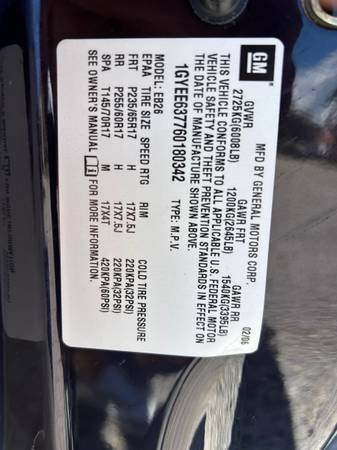 GM
MFD BY GENERAL MOTORS CORP. 02/06
GVWR GAWR FRT GAWR RR
2725KG(6008LB) 1200KG(2645LB) 1540KG(3395LB)
THIS VEHICLE CONFORMS TO ALL APPLICABLE U.S. FEDERAL MOTOR
VEHICLE SAFETY AND THEFT PREVENTION STANDARDS IN EFFECT ON
THE DATE OF MANUFACTURE SHOWN ABOVE.
1GYEE637760180342 TYPE: M.P.V.
MODEL: EB26
EPAA TIRE SIZE SPEED RTG RIM COLD TIRE PRESSURE
FRT P235/65R17 H 17X7.5J 220KPA(32PSI)
RR P255/60R17 H 17X7.5J 220KPA(32PSI)
SPA T145/70R17 M 17X4T 420KPA(60PSI)
SEE OWNER'S MANUAL